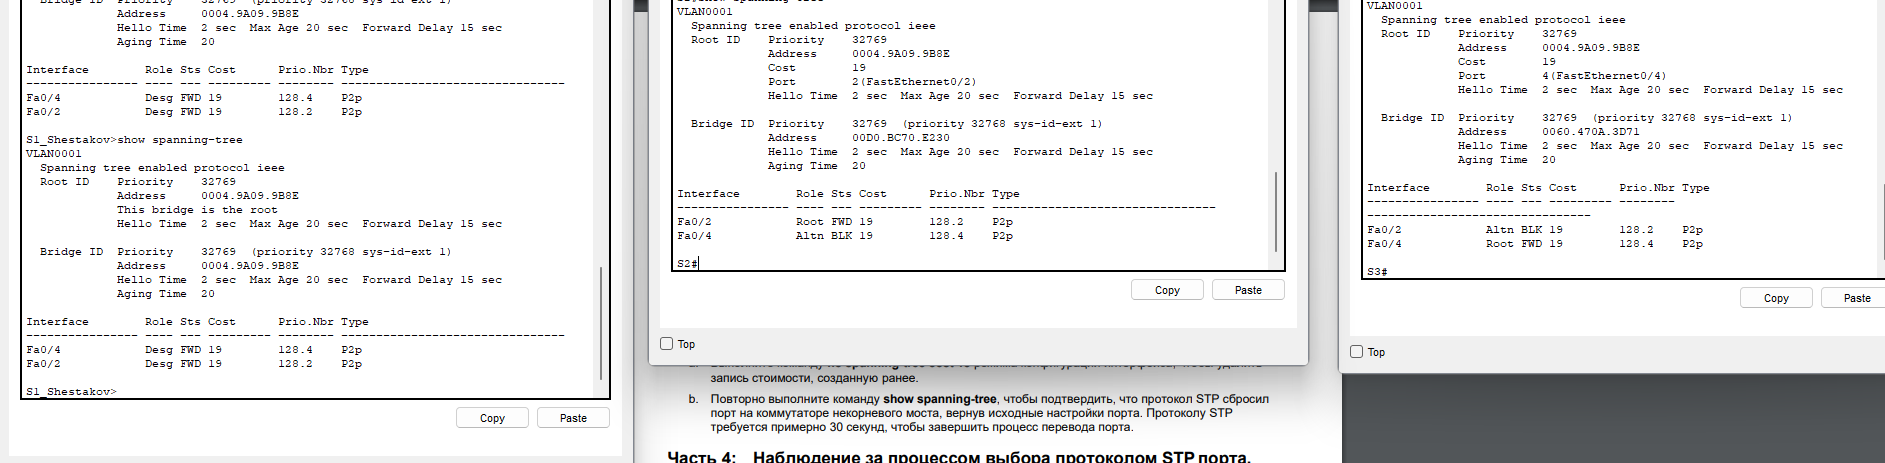 Bridge ID  Priority    32769  (priority 32768 sys-id-ext 1)
Address     0004.9A09.9B8E
Hello Time  2 sec  Max Age 20 sec  Forward Delay 15 sec
Aging Time  20
Interface        Role Sts Cost      Prio.Nbr Type
---------------- ---- --- --------- -------- --------------------------------
Fa0/4            Desg FWD 19        128.4    P2p
Fa0/2            Desg FWD 19        128.2    P2p
S1_Shestakov>show spanning-tree
VLAN0001
Spanning tree enabled protocol ieee
Root ID    Priority    32769
Address     0004.9A09.9B8E
This bridge is the root
Hello Time  2 sec  Max Age 20 sec  Forward Delay 15 sec
Bridge ID  Priority    32769  (priority 32768 sys-id-ext 1)
Address     0004.9A09.9B8E
Hello Time  2 sec  Max Age 20 sec  Forward Delay 15 sec
Aging Time  20
Interface        Role Sts Cost      Prio.Nbr Type
---------------- ---- --- --------- -------- --------------------------------
Fa0/4            Desg FWD 19        128.4    P2p
Fa0/2            Desg FWD 19        128.2    P2p
S1_Shestakov>
Copy
Paste
VLAN0001
Spanning tree enabled protocol ieee
Root ID    Priority    32769
Address     0004.9A09.9B8E
Cost        19
Port        2(FastEthernet0/2)
Hello Time  2 sec  Max Age 20 sec  Forward Delay 15 sec
Bridge ID  Priority    32769  (priority 32768 sys-id-ext 1)
Address     00D0.BC70.E230
Hello Time  2 sec  Max Age 20 sec  Forward Delay 15 sec
Aging Time  20
Interface        Role Sts Cost      Prio.Nbr Type
---------------- ---- --- --------- -------- --------------------------------
Fa0/2            Root FWD 19        128.2    P2p
Fa0/4            Altn BLK 19        128.4    P2p
S2#
Copy
Paste
Top
запись стоимости, созданную ранее.
b. Повторно выполните команду show spanning-tree, чтобы подтвердить, что протокол STP сбросил
порт на коммутаторе некорневого моста, вернув исходные настройки порта. Протоколу STP
требуется примерно 30 секунд, чтобы завершить процесс перевода порта.
Часть 4: Наблюдение за процессом выбора протоколом STP порта,
VLAN0001
Spanning tree enabled protocol ieee
Root ID    Priority    32769
Address     0004.9A09.9B8E
Cost        19
Port        4(FastEthernet0/4)
Hello Time  2 sec  Max Age 20 sec  Forward Delay 15 sec
Bridge ID  Priority    32769  (priority 32768 sys-id-ext 1)
Address     0060.470A.3D71
Hello Time  2 sec  Max Age 20 sec  Forward Delay 15 sec
Aging Time  20
Interface        Role Sts Cost      Prio.Nbr Type
---------------- ---- --- --------- --------
--------------------------------
Fa0/2            Altn BLK 19        128.2    P2p
Fa0/4            Root FWD 19        128.4    P2p
S3#
Copy
Paste
Top